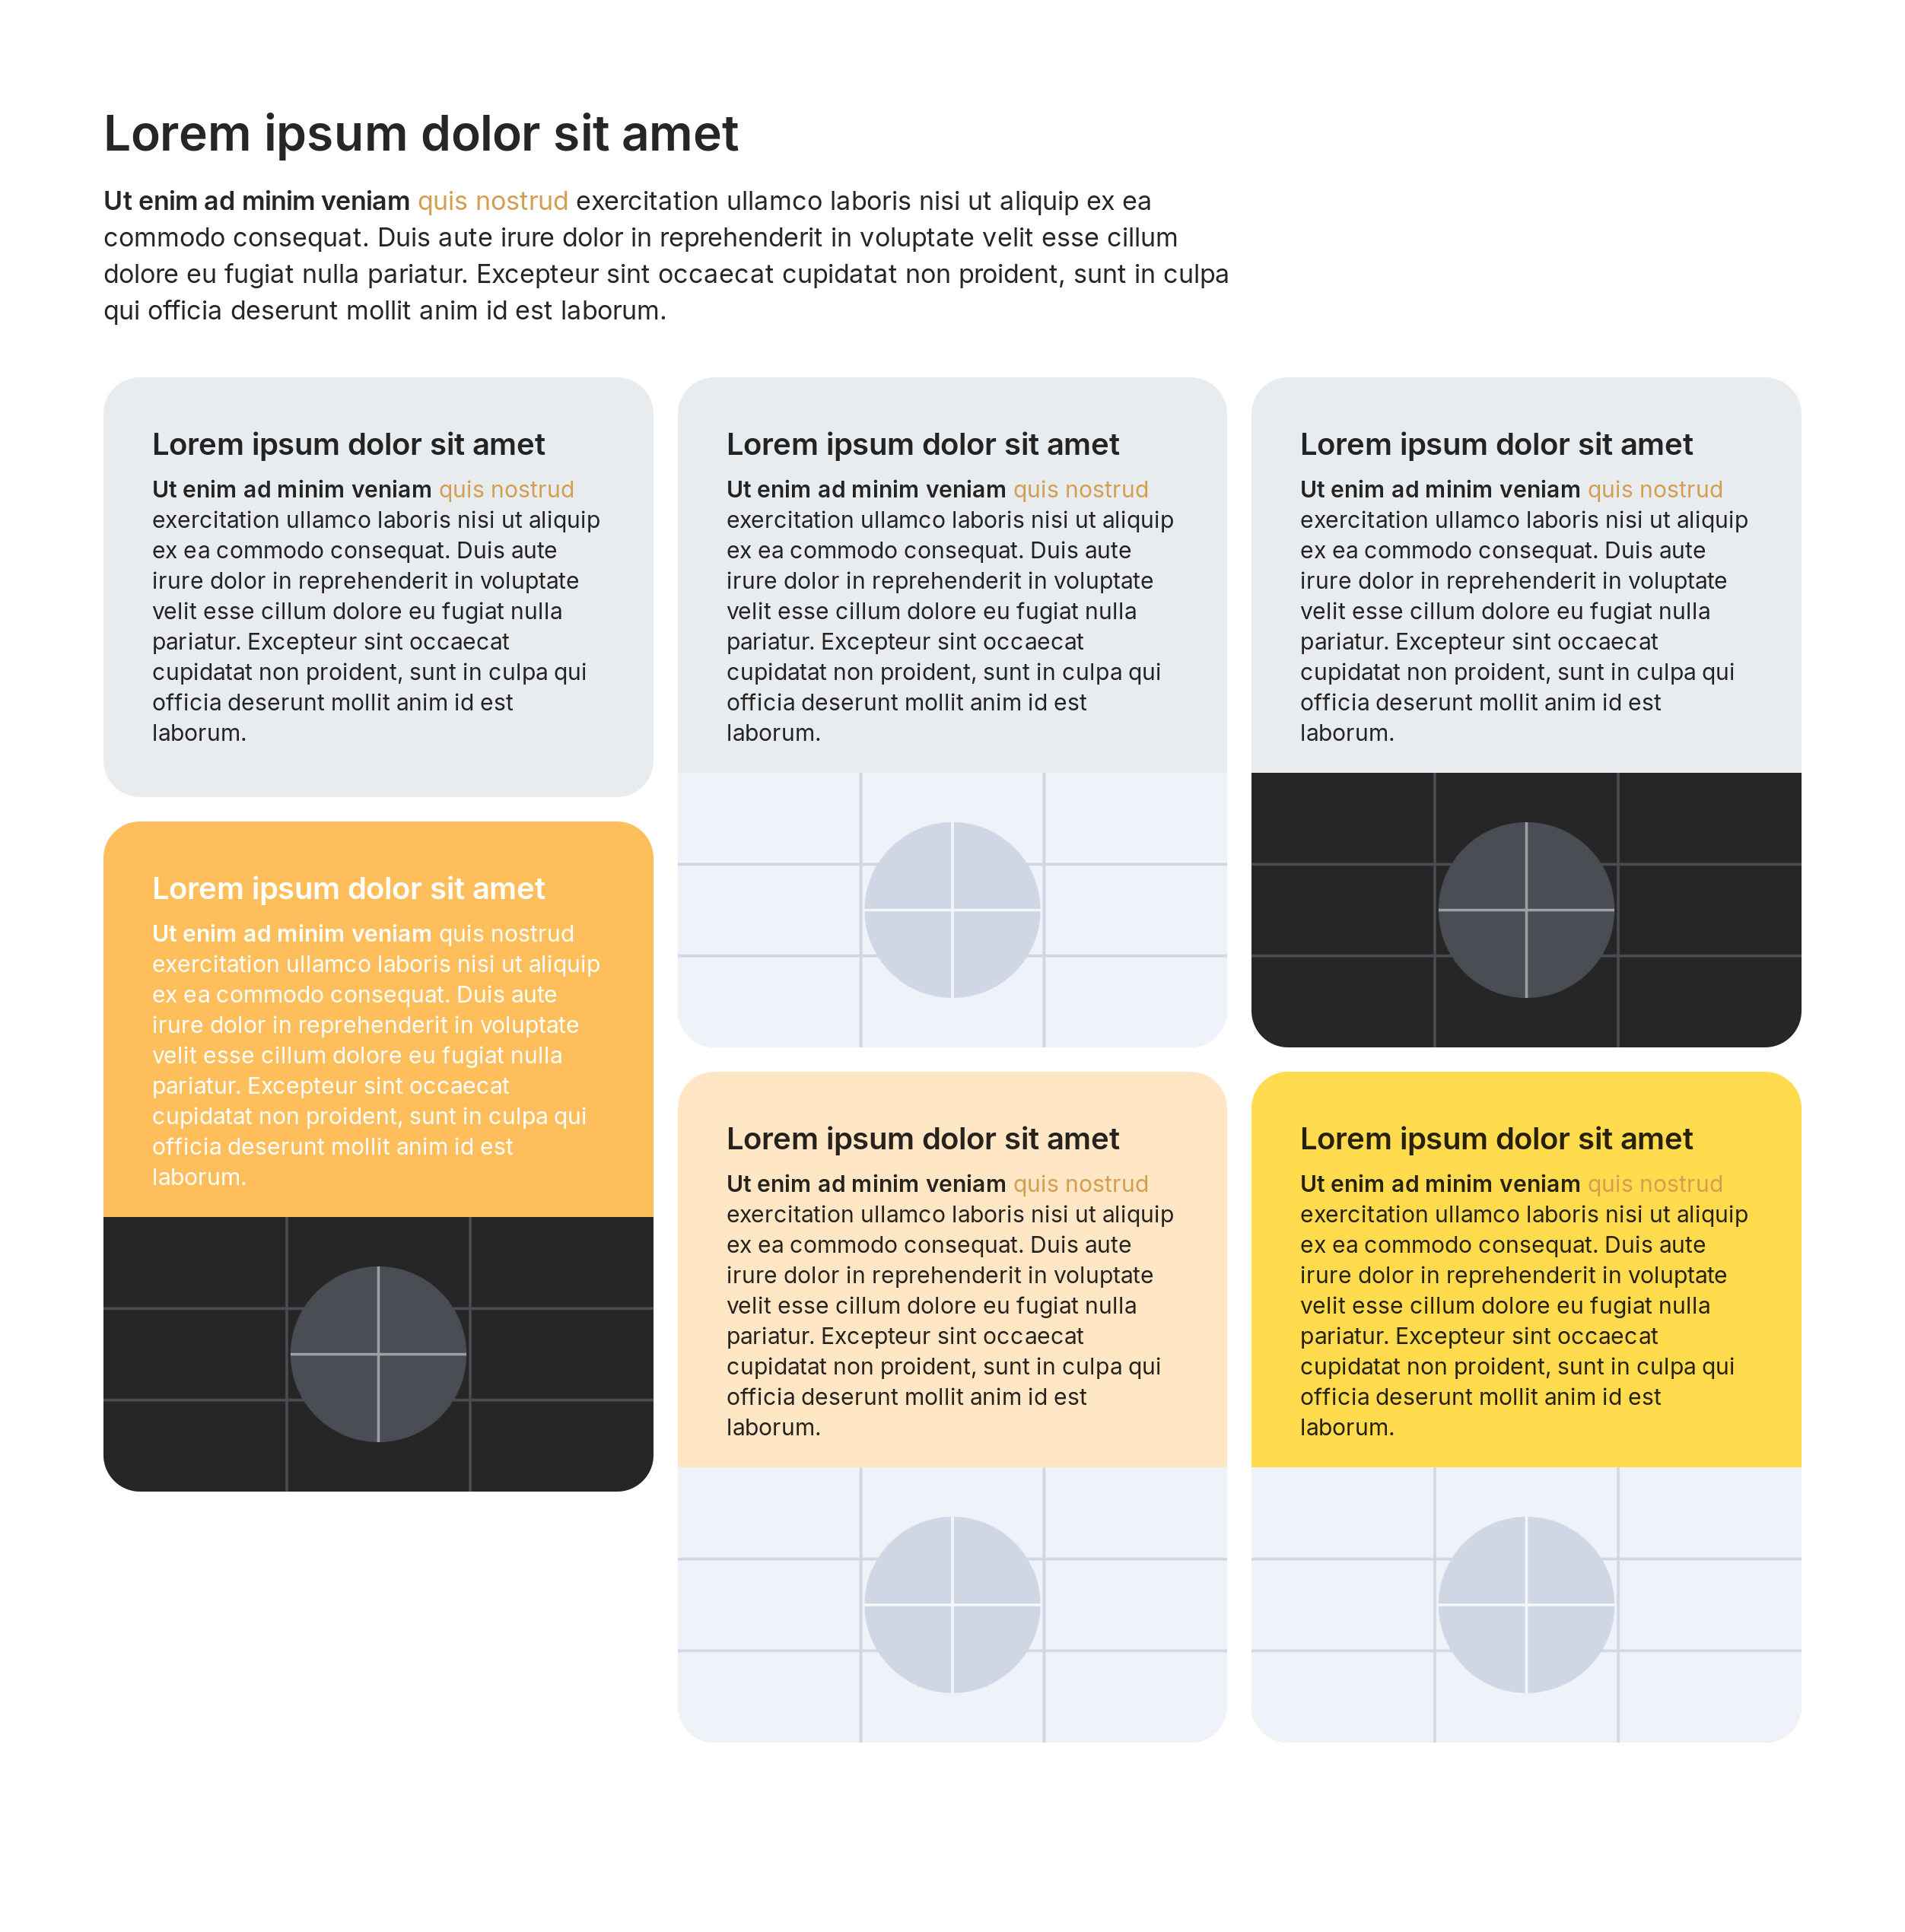 Lorem ipsum dolor sit amet
Ut enim ad minim veniam quis nostrud exercitation ullamco laboris nisi ut aliquip ex ea
commodo consequat. Duis aute irure dolor in reprehenderit in voluptate velit esse cillum
dolore eu fugiat nulla pariatur. Excepteur sint occaecat cupidatat non proident, sunt in culpa
qui officia deserunt mollit anim id est laborum.
Lorem ipsum dolor sit amet
Ut enim ad minim veniam quis nostrud
exercitation ullamco laboris nisi ut aliquip
ex ea commodo consequat. Duis aute
irure dolor in reprehenderit in voluptate
velit esse cillum dolore eu fugiat nulla
pariatur. Excepteur sint occaecat
cupidatat non proident, sunt in culpa qui
officia deserunt mollit anim id est
laborum.
Lorem ipsum dolor sit amet
Ut enim ad minim veniam quis nostrud
exercitation ullamco laboris nisi ut aliquip
ex ea commodo consequat. Duis aute
irure dolor in reprehenderit in voluptate
velit esse cillum dolore eu fugiat nulla
pariatur. Excepteur sint occaecat
cupidatat non proident, sunt in culpa qui
officia deserunt mollit anim id est
laborum.
Lorem ipsum dolor sit amet
Ut enim ad minim veniam quis nostrud
exercitation ullamco laboris nisi ut aliquip
ex ea commodo consequat. Duis aute
irure dolor in reprehenderit in voluptate
velit esse cillum dolore eu fugiat nulla
pariatur. Excepteur sint occaecat
cupidatat non proident, sunt in culpa qui
officia deserunt mollit anim id est
laborum.
Lorem ipsum dolor sit amet
Ut enim ad minim veniam quis nostrud
exercitation ullamco laboris nisi ut aliquip
ex ea commodo consequat. Duis aute
irure dolor in reprehenderit in voluptate
velit esse cillum dolore eu fugiat nulla
pariatur. Excepteur sint occaecat
cupidatat non proident, sunt in culpa qui
officia deserunt mollit anim id est
laborum.
Lorem ipsum dolor sit amet
Ut enim ad minim veniam quis nostrud
exercitation ullamco laboris nisi ut aliquip
ex ea commodo consequat. Duis aute
irure dolor in reprehenderit in voluptate
velit esse cillum dolore eu fugiat nulla
pariatur. Excepteur sint occaecat
cupidatat non proident, sunt in culpa qui
officia deserunt mollit anim id est
laborum.
Lorem ipsum dolor sit amet
Ut enim ad minim veniam quis nostrud
exercitation ullamco laboris nisi ut aliquip
ex ea commodo consequat. Duis aute
irure dolor in reprehenderit in voluptate
velit esse cillum dolore eu fugiat nulla
pariatur. Excepteur sint occaecat
cupidatat non proident, sunt in culpa qui
officia deserunt mollit anim id est
laborum.